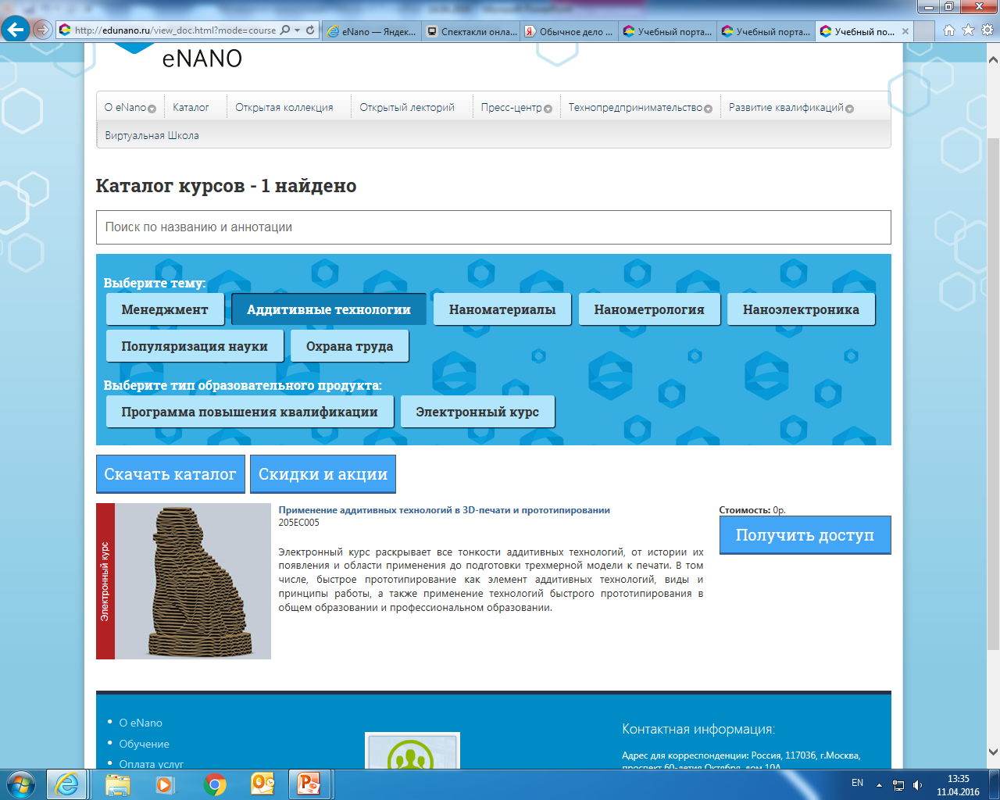 http://edunano.ru/view_doc.html?mode=course
eNano — Яндек...
Спектакли онла...
Обычное дело ...
Учебный порта...
Учебный порта...
Учебный по...
eNANO
О eNano
Каталог
Открытая коллекция
Открытый лекторий
Пресс-центр
Технопредпринимательство
Развитие квалификаций
Виртуальная Школа
Каталог курсов - 1 найдено
Поиск по названию и аннотации
Выберите тему:
Менеджмент
Аддитивные технологии
Наноматериалы
Нанометрология
Наноэлектроника
Популяризация науки
Охрана труда
Выберите тип образовательного продукта:
Программа повышения квалификации
Электронный курс
Скачать каталог
Скидки и акции
Электронный курс
Применение аддитивных технологий в 3D-печати и прототипировании
205EC005
Электронный курс раскрывает все тонкости аддитивных технологий, от истории их
появления и области применения до подготовки трехмерной модели к печати. В том
числе, быстрое прототипирование как элемент аддитивных технологий, виды и
принципы работы, а также применение технологий быстрого прототипирования в
общем образовании и профессиональном образовании.
Стоимость: 0р.
Получить доступ
О eNano
Обучение
Оплата услуг
Контактная информация:
Адрес для корреспонденции: Россия, 117036, г.Москва,
проспект 60-летия Октября, дом 10А
EN
13:35
11.04.2016